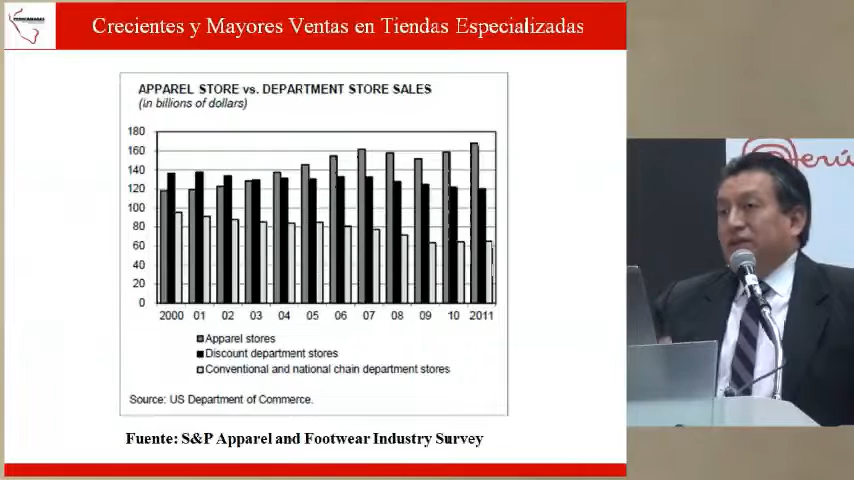 Crecientes y Mayores Ventas en Tiendas Especializadas
APPAREL STORE vs. DEPARTMENT STORE SALES
(in billions of dollars)
180
160
140
120
100
80
60
40
20
0
2000 01 02 03 04 05 06 07 08 09 10 2011
Apparel stores
Discount department stores
Conventional and national chain department stores
Source: US Department of Commerce.
Fuente: S&P Apparel and Footwear Industry Survey
Perú